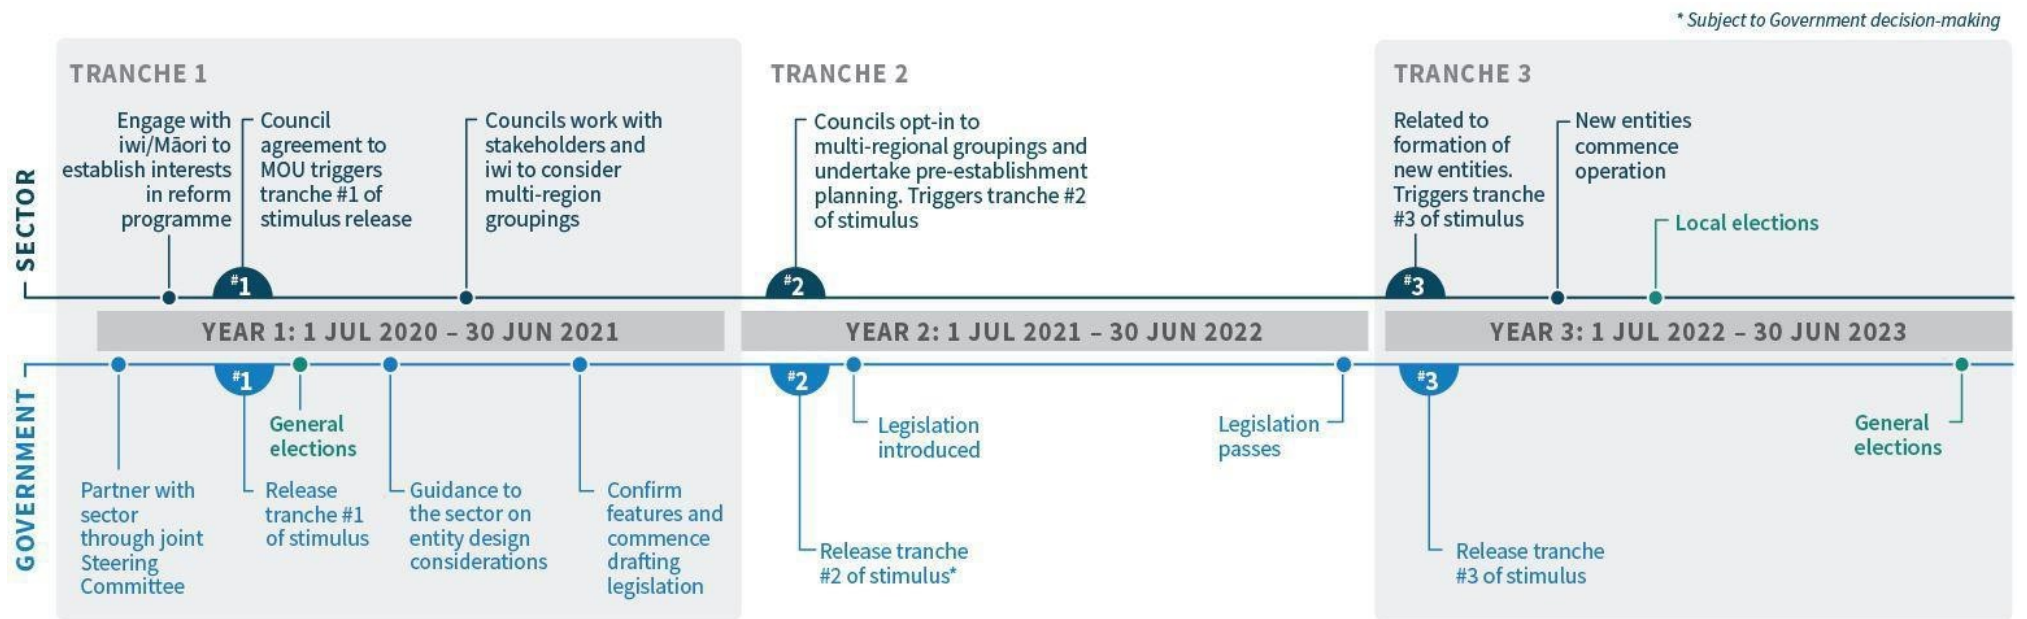 * Subject to Government decision-making
TRANCHE 1
Engage with
iwi/Māori to
establish interests
in reform
programme
Council
agreement to
MOU triggers
tranche #1 of
stimulus release
Councils work with
stakeholders and
iwi to consider
multi-region
groupings
TRANCHE 2
Councils opt-in to
multi-regional groupings and
undertake pre-establishment
planning. Triggers tranche #2
of stimulus
TRANCHE 3
Related to
formation of
new entities.
Triggers tranche
#3 of stimulus
New entities
commence
operation
Local elections
SECTOR
#1
#2
#3
YEAR 1: 1 JUL 2020 – 30 JUN 2021
YEAR 2: 1 JUL 2021 – 30 JUN 2022
YEAR 3: 1 JUL 2022 – 30 JUN 2023
GOVERNMENT
#1
#2
#3
Partner with
sector
through joint
Steering
Committee
Release
tranche #1
of stimulus
General
elections
Guidance to
the sector on
entity design
considerations
Confirm
features and
commence
drafting
legislation
Release tranche
#2 of stimulus*
Legislation
introduced
Legislation
passes
Release tranche
#3 of stimulus
General
elections